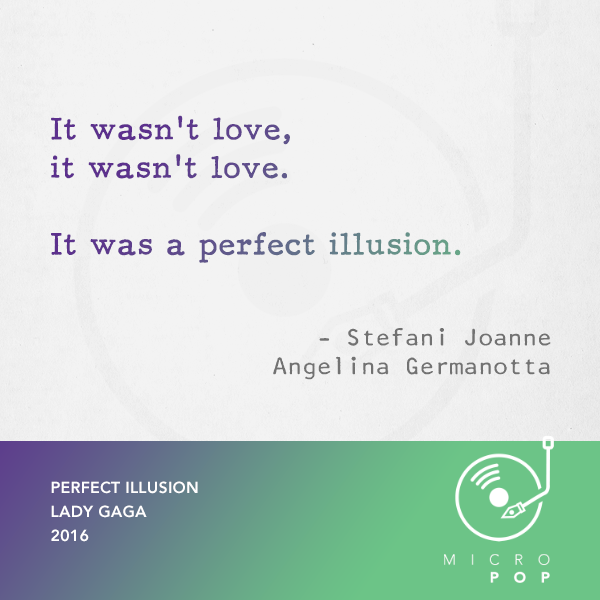 It wasn't love,
it wasn't love.
It was a perfect illusion.
– Stefani Joanne
Angelina Germanotta
PERFECT ILLUSION
LADY GAGA
2016
MICRO
POP